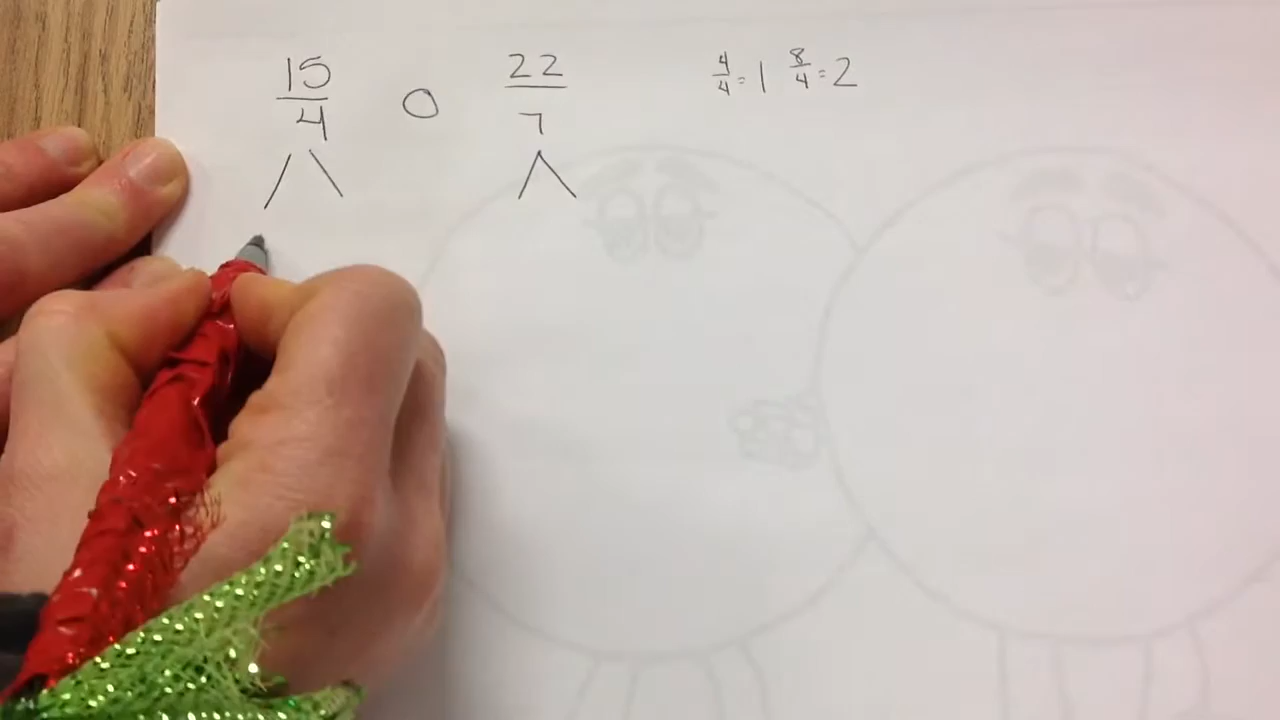 15/4 ○ 22/7
4/4 = 1 8/4 = 2